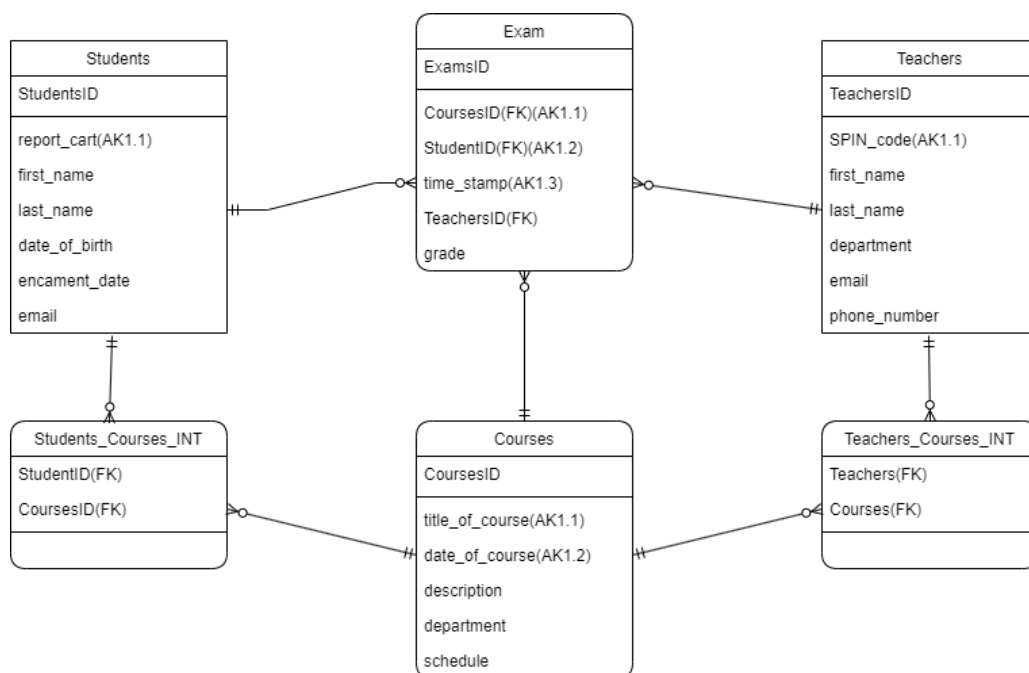 Students
StudentsID
report_cart(AK1.1)
first_name
last_name
date_of_birth
encament_date
email
Exam
ExamsID
CoursesID(FK)(AK1.1)
StudentID(FK)(AK1.2)
time_stamp(AK1.3)
TeachersID(FK)
grade
Teachers
TeachersID
SPIN_code(AK1.1)
first_name
last_name
department
email
phone_number
Students_Courses_INT
StudentID(FK)
CoursesID(FK)
Courses
CoursesID
title_of_course(AK1.1)
date_of_course(AK1.2)
description
department
schedule
Teachers_Courses_INT
Teachers(FK)
Courses(FK)